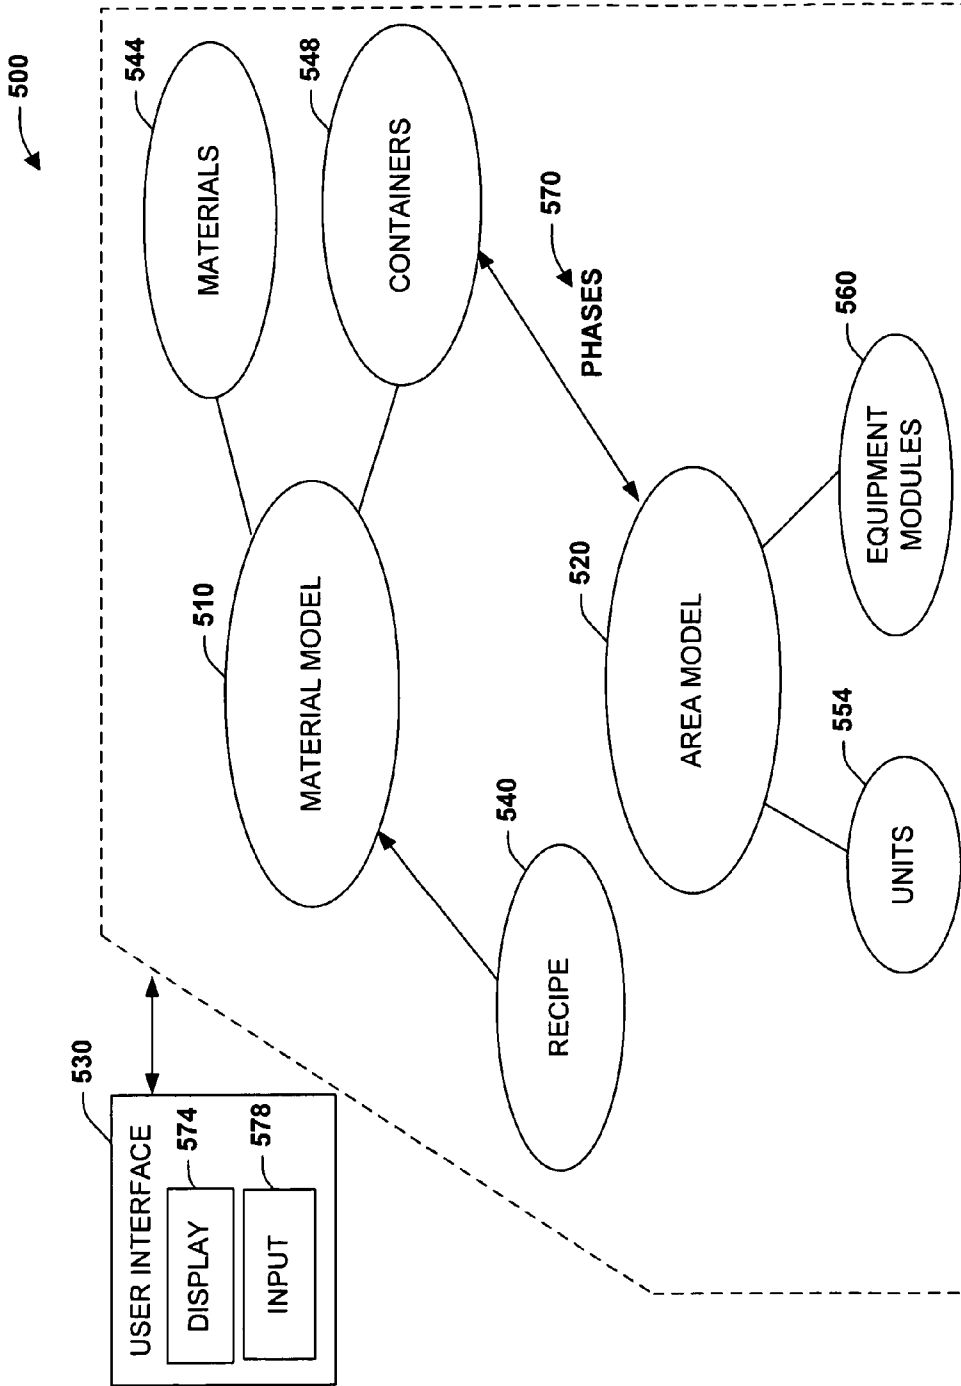 500
530
USER INTERFACE
574
DISPLAY
578
INPUT
510
MATERIAL MODEL
544
MATERIALS
548
CONTAINERS
570
PHASES
540
RECIPE
520
AREA MODEL
554
UNITS
560
EQUIPMENT
MODULES